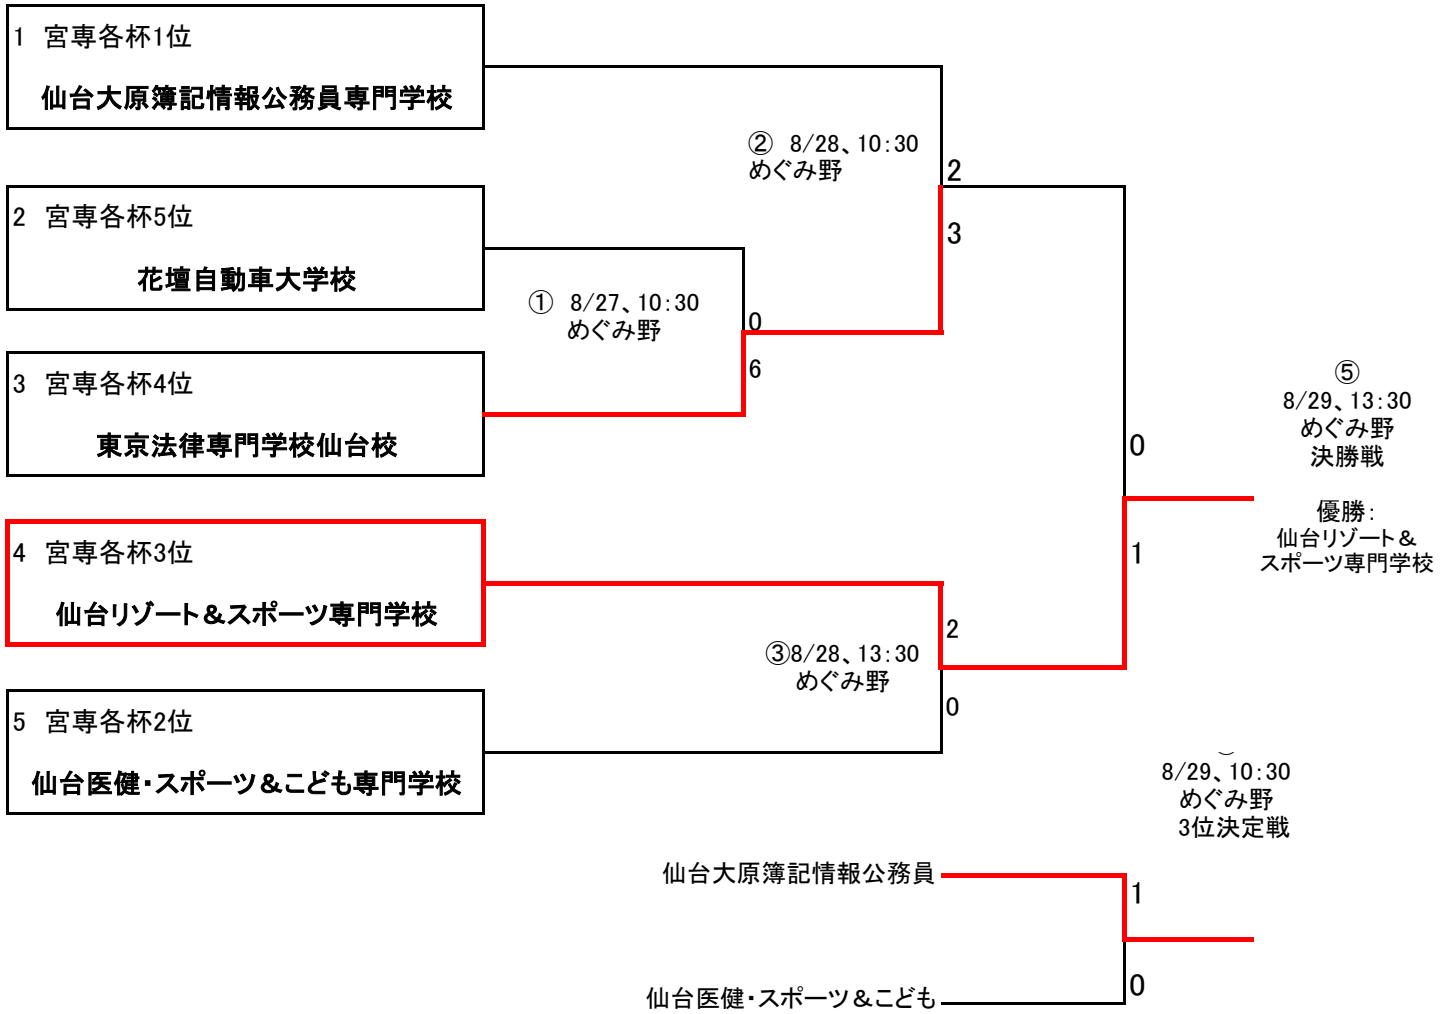 1 宮専各杯1位
仙台大原簿記情報公務員専門学校
② 8/28、10:30
めぐみ野
2
3
2 宮専各杯5位
花壇自動車大学校
① 8/27、10:30
めぐみ野
0
6
3 宮専各杯4位
東京法律専門学校仙台校
⑤
8/29、13:30
めぐみ野
決勝戦
0
1
優勝:
仙台リゾート&
スポーツ専門学校
4 宮専各杯3位
仙台リゾート&スポーツ専門学校
③8/28、13:30
めぐみ野
2
0
5 宮専各杯2位
仙台医健・スポーツ&こども専門学校
8/29、10:30
めぐみ野
3位決定戦
仙台大原簿記情報公務員
1
0
仙台医健・スポーツ&こども